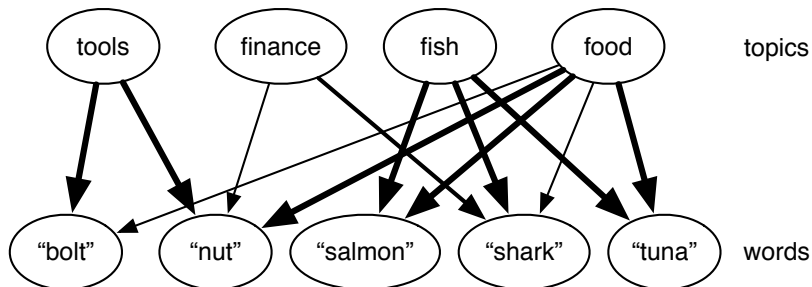 tools finance fish food topics
“bolt” “nut” “salmon” “shark” “tuna” words